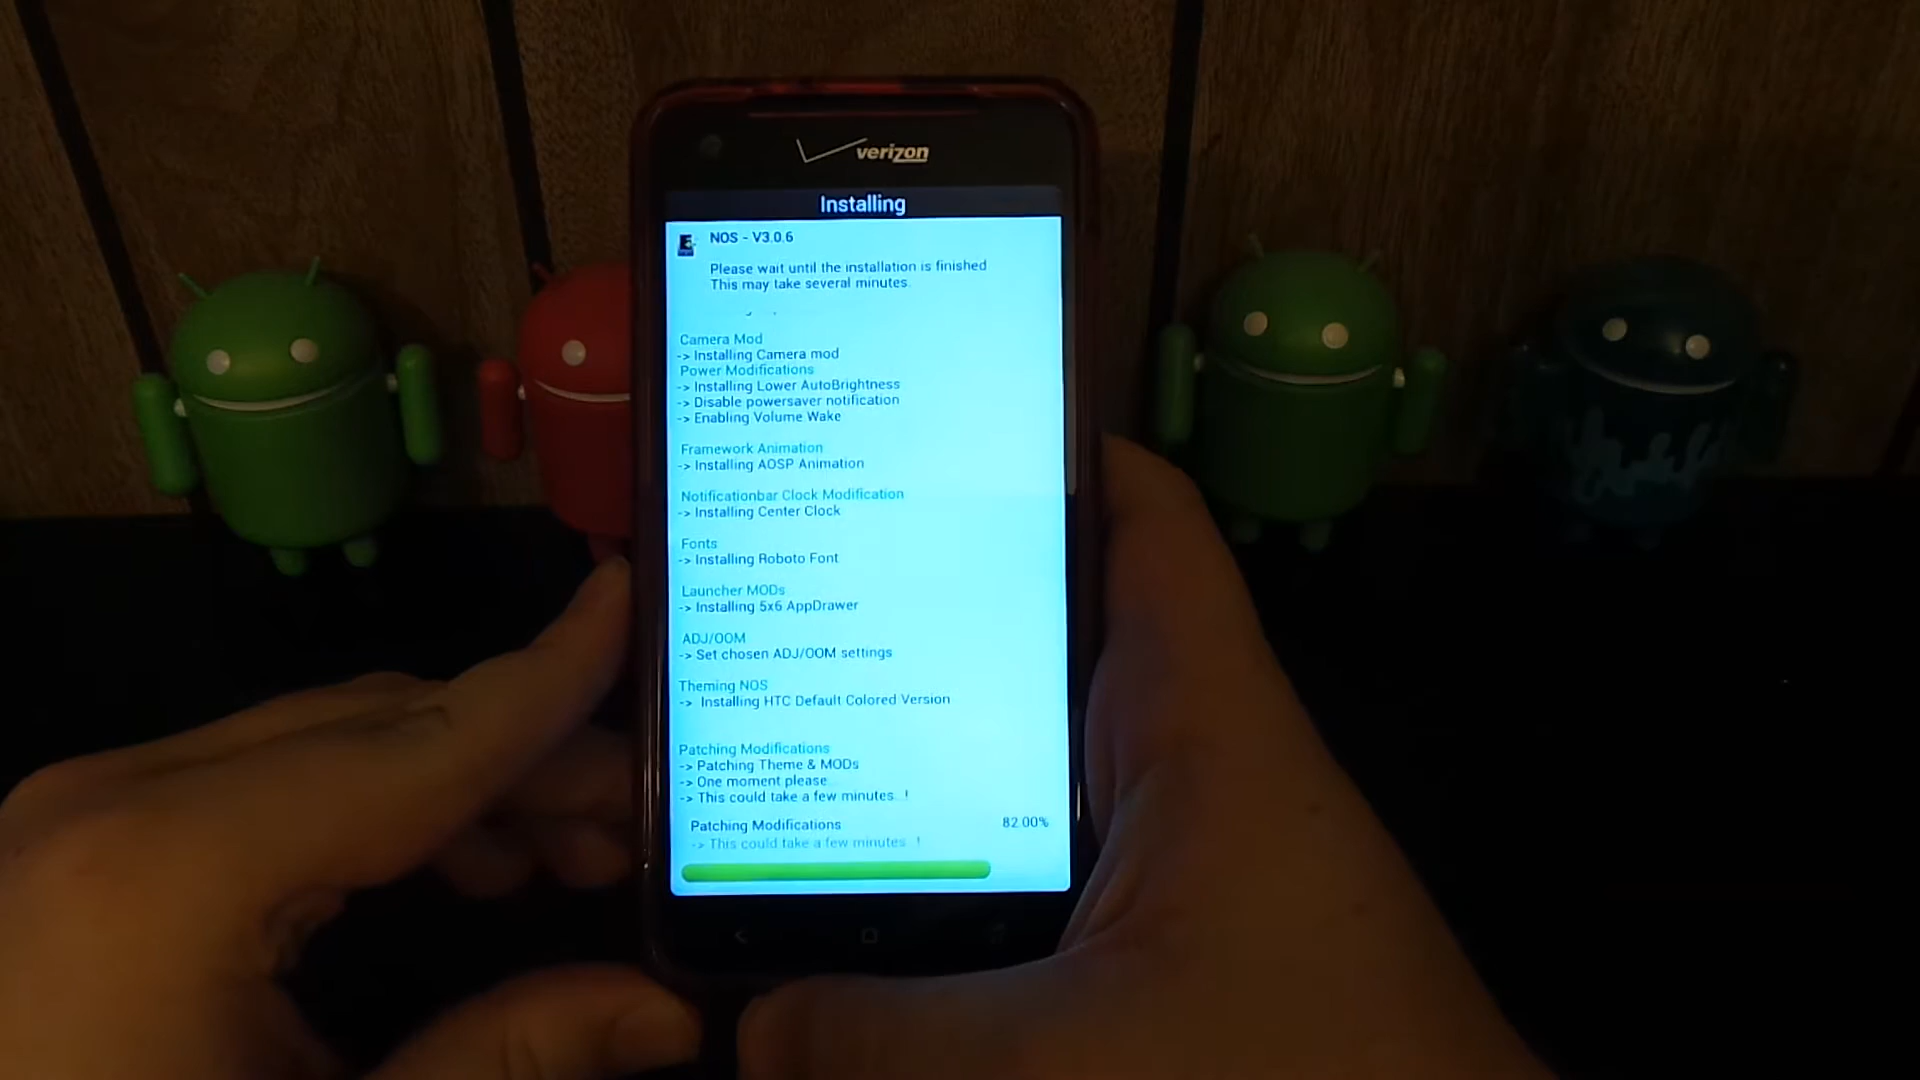 verizon
Installing
NOS - V3.0.6
Please wait until the installation is finished
This may take several minutes.
Camera Mod
-> Installing Camera mod
Power Modifications
-> Installing Lower AutoBrightness
-> Disable powersaver notification
-> Enabling Volume Wake
Framework Animation
-> Installing AOSP Animation
Notificationbar Clock Modification
-> Installing Center Clock
Fonts
-> Installing Roboto Font
Launcher MODs
-> Installing 5x6 AppDrawer
ADJ/OOM
-> Set chosen ADJ/OOM settings
Theming NOS
-> Installing HTC Default Colored Version
Patching Modifications
-> Patching Theme & MODs
-> One moment please...
-> This could take a few minutes...!
Patching Modifications 82.00%
-> This could take a few minutes...!